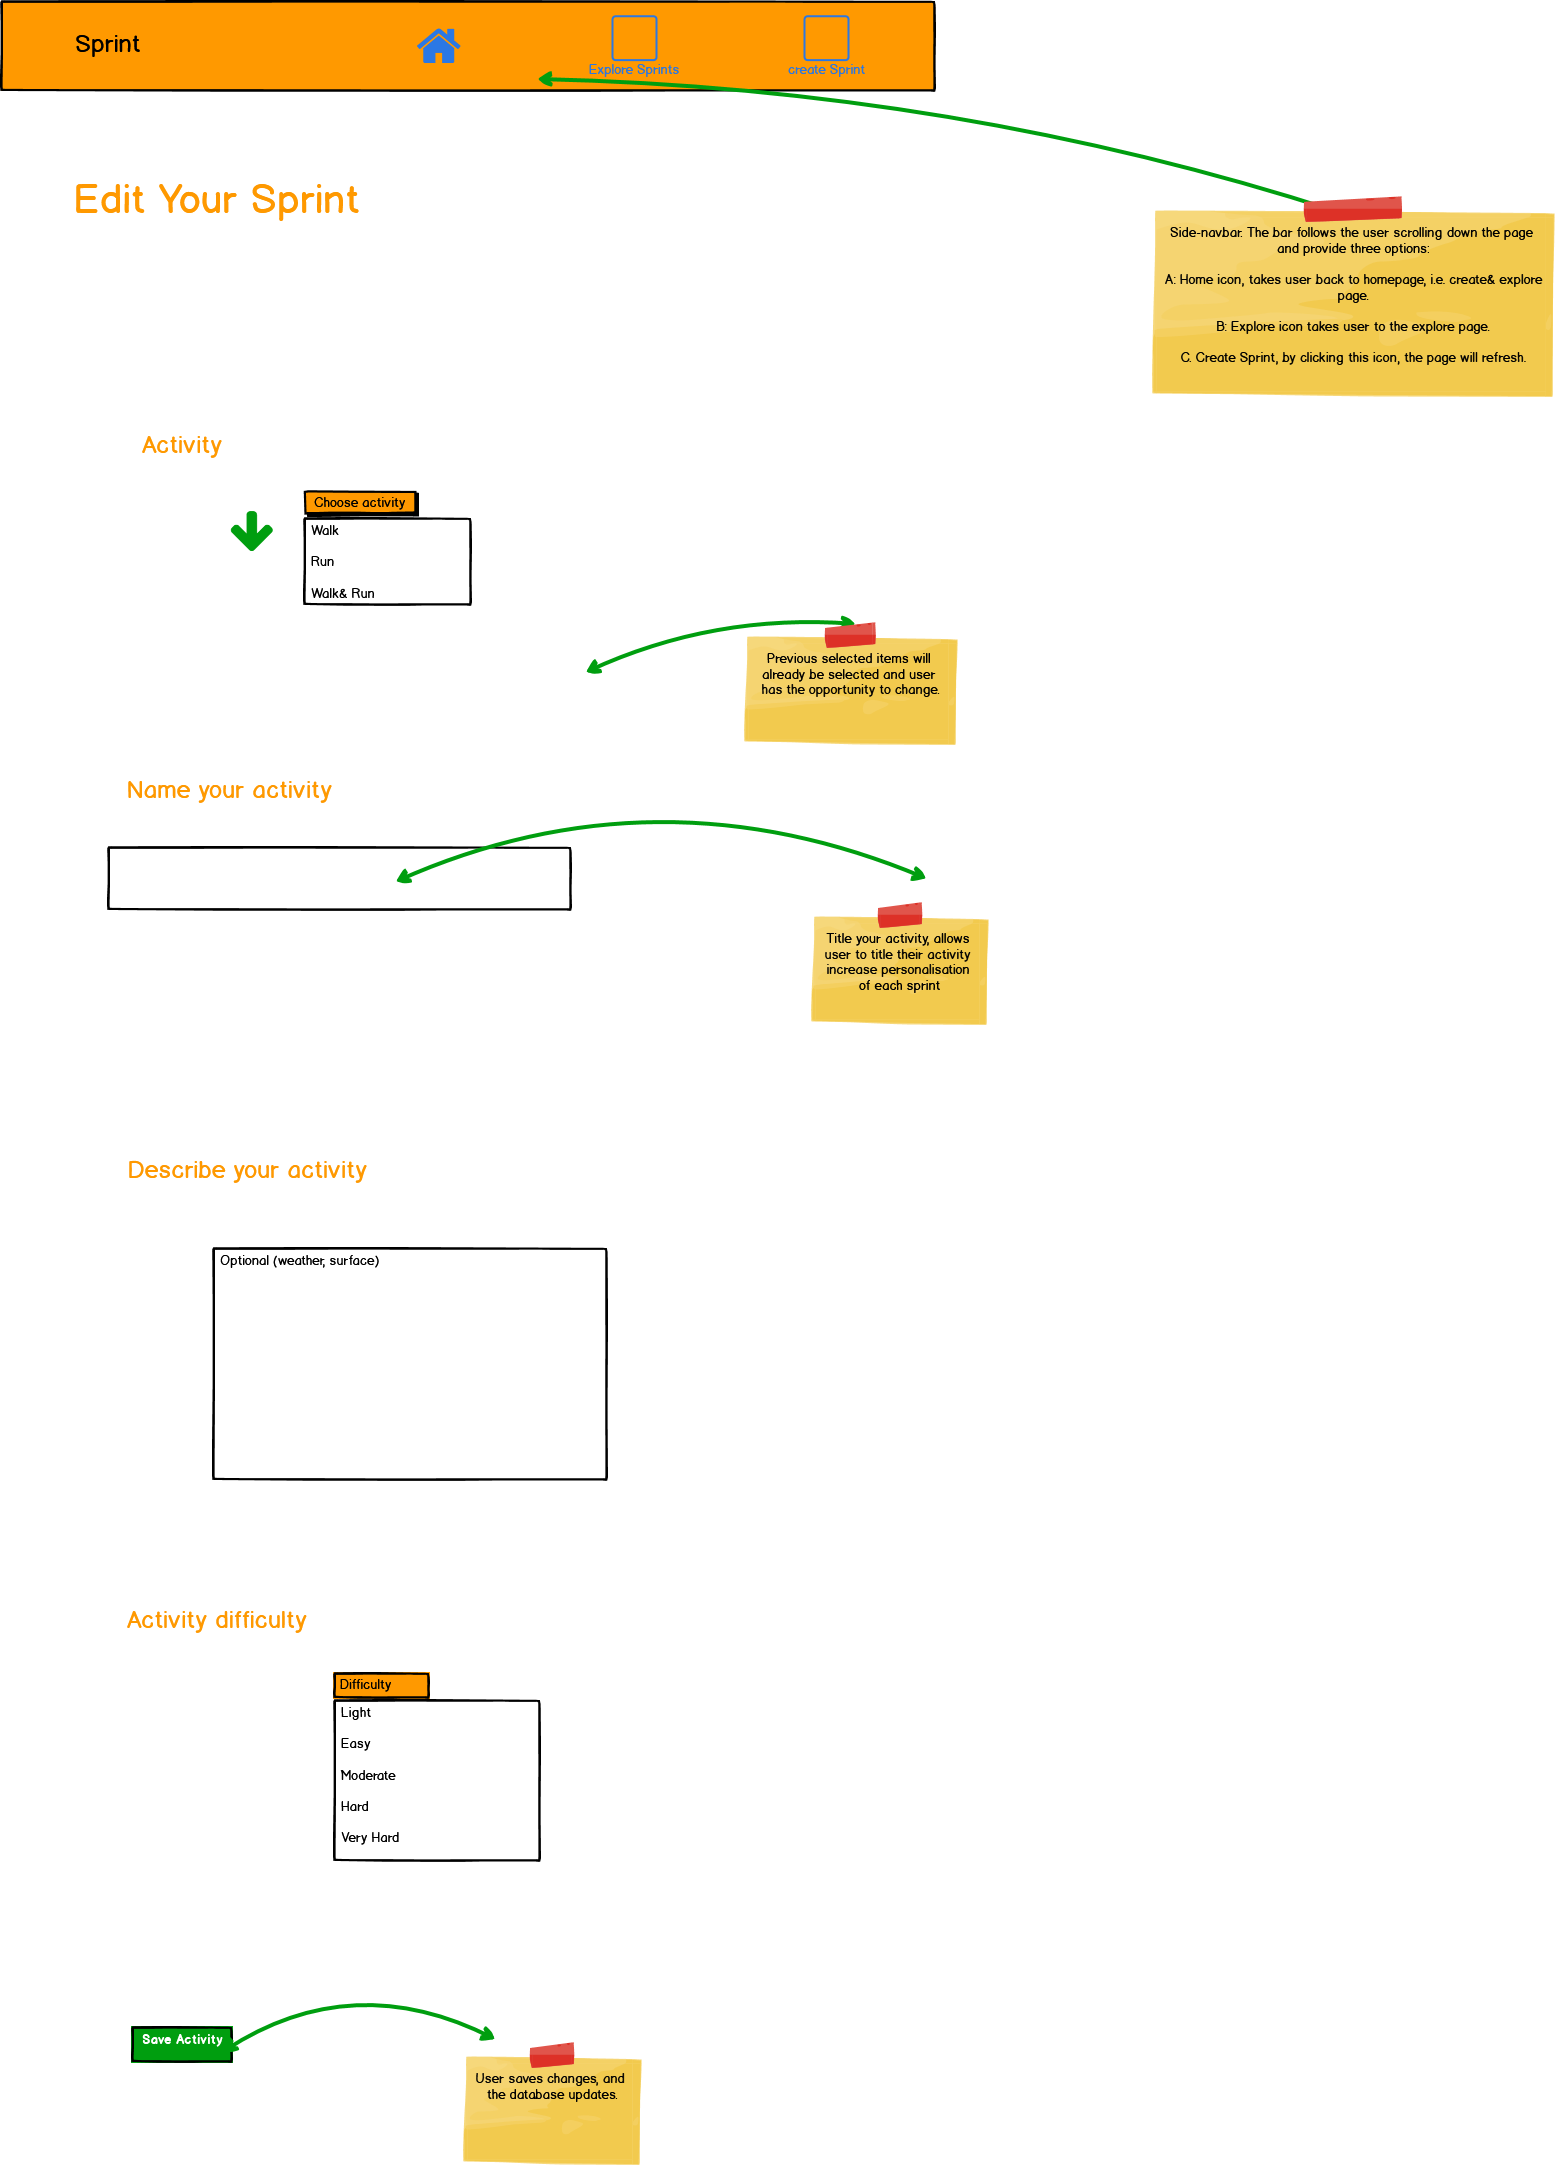 Sprint
Explore Sprints
create Sprint
Edit Your Sprint
Side-navbar. The bar follows the user scrolling down the page
and provide three options:
A: Home icon, takes user back to homepage, i.e. create& explore
page.
B: Explore icon takes user to the explore page.
C. Create Sprint, by clicking this icon, the page will refresh.
Activity
Choose activity
Walk
Run
Walk& Run
Previous selected items will
already be selected and user
has the opportunity to change.
Name your activity
Title your activity, allows
user to title their activity
increase personalisation
of each sprint
Describe your activity
Optional (weather, surface)
Activity difficulty
Difficulty
Light
Easy
Moderate
Hard
Very Hard
Save Activity
User saves changes, and
the database updates.